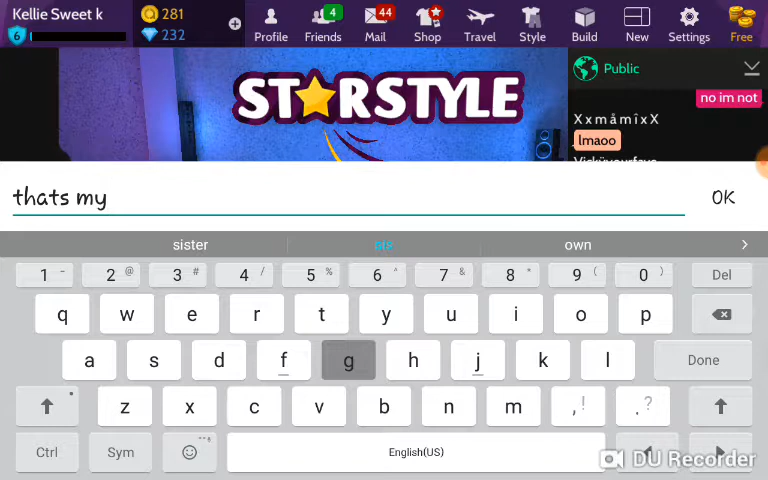 Kellie Sweet k
6
281
232
Profile
4
Friends
44
Mail
Shop
Travel
Style
Build
New
Settings
Free
STARSTYLE
Public
no im not
XxmåmîxX
lmaoo
thats my
OK
sister own
1 - 2 @ 3 # 4 / 5 % 6 ^ 7 & 8 * 9 ( 0 ) Del
q w e r t y u i o p
a s d f g h j k l Done
z x c v b n m , ! . ?
Ctrl Sym English(US)
DU Recorder